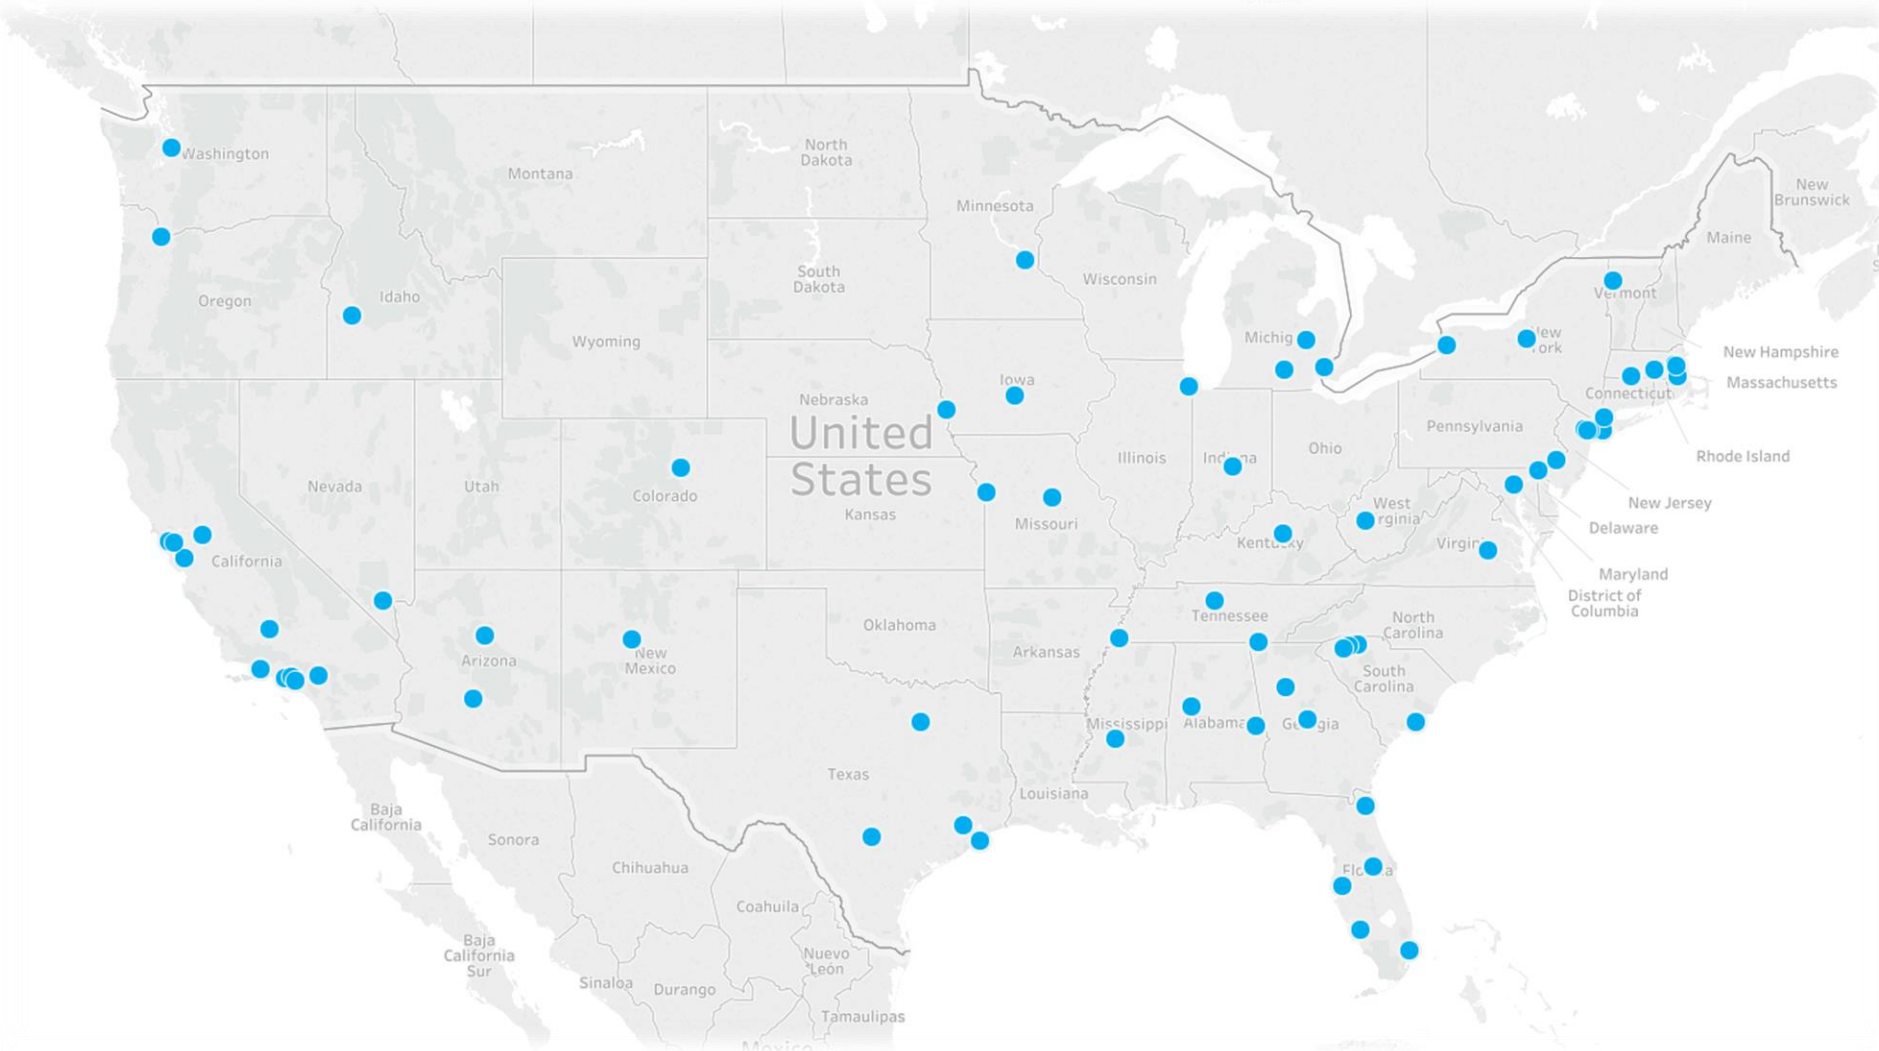 Washington
Montana
North
Dakota
Minnesota
New
Brunswick
Maine
Oregon
Idaho
South
Dakota
Wisconsin
Vermont
Wyoming
Michig
New
York
New Hampshire
Massachusetts
Iowa
Nebraska
Connecticut
United
States
Pennsylvania
Illinois
Indiana
Ohio
Rhode Island
Nevada
Utah
Colorado
Kansas
Missouri
West
Virginia
New Jersey
Delaware
California
Kentucky
Virginia
Maryland
District of
Columbia
Oklahoma
Tennessee
North
Carolina
Arizona
New
Mexico
Arkansas
South
Carolina
Mississippi
Alabama
Georgia
Texas
Louisiana
Baja
California
Sonora
Chihuahua
Florida
Coahuila
Baja
California
Sur
Nuevo
León
Sinaloa
Durango
Tamaulipas
Mexico